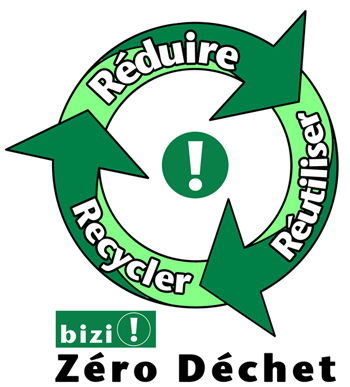 Réduire
Réutiliser
Recycler
!
bizi !
Zéro Déchet